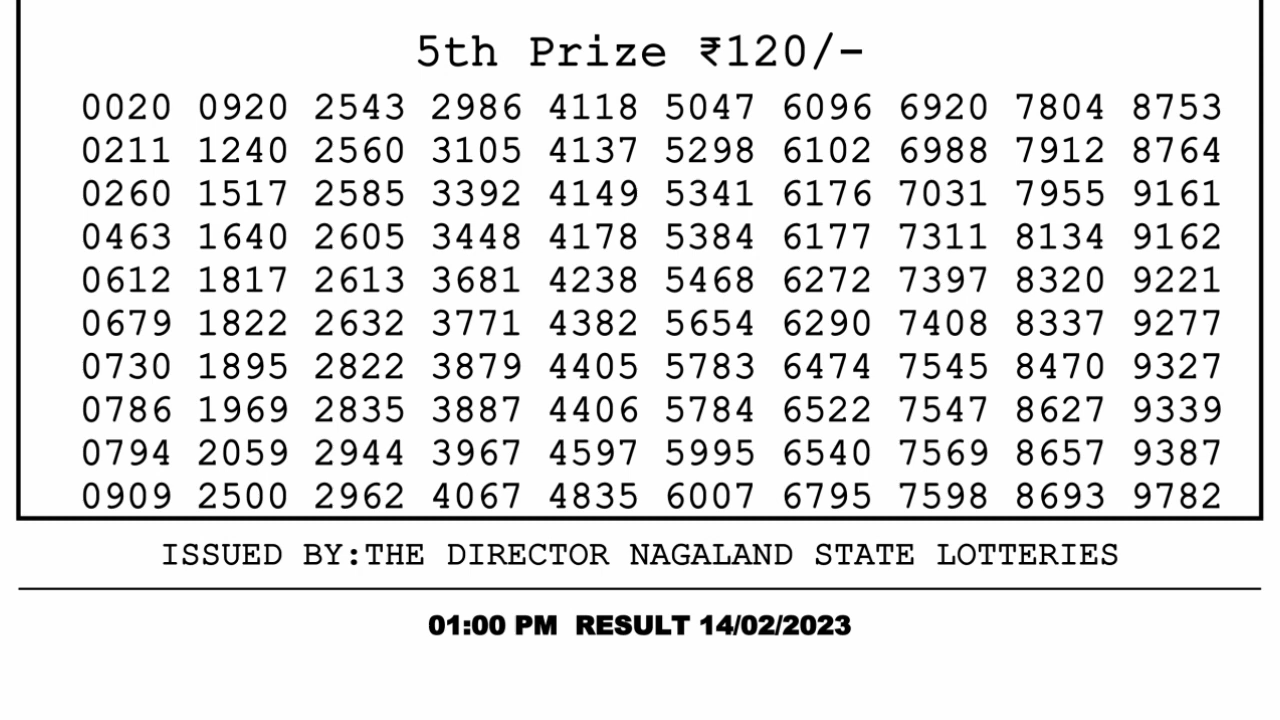 5th Prize ₹120/-
0020 0920 2543 2986 4118 5047 6096 6920 7804 8753
0211 1240 2560 3105 4137 5298 6102 6988 7912 8764
0260 1517 2585 3392 4149 5341 6176 7031 7955 9161
0463 1640 2605 3448 4178 5384 6177 7311 8134 9162
0612 1817 2613 3681 4238 5468 6272 7397 8320 9221
0679 1822 2632 3771 4382 5654 6290 7408 8337 9277
0730 1895 2822 3879 4405 5783 6474 7545 8470 9327
0786 1969 2835 3887 4406 5784 6522 7547 8627 9339
0794 2059 2944 3967 4597 5995 6540 7569 8657 9387
0909 2500 2962 4067 4835 6007 6795 7598 8693 9782
ISSUED BY:THE DIRECTOR NAGALAND STATE LOTTERIES
01:00 PM RESULT 14/02/2023